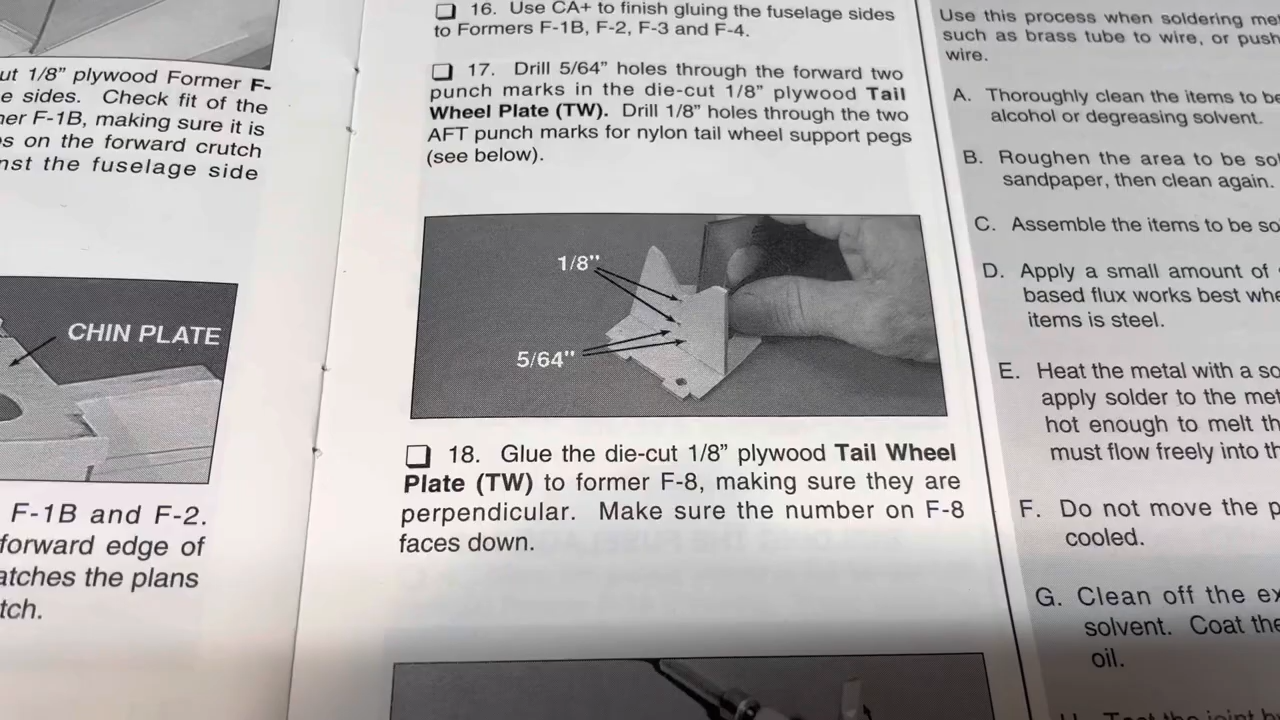 ut 1/8” plywood Former F-
e sides. Check fit of the
er F-1B, making sure it is
s on the forward crutch
nst the fuselage side
CHIN PLATE
F-1B and F-2.
forward edge of
atches the plans
tch.
16. Use CA+ to finish gluing the fuselage sides
to Formers F-1B, F-2, F-3 and F-4.
17. Drill 5/64” holes through the forward two
punch marks in the die-cut 1/8” plywood Tail
Wheel Plate (TW). Drill 1/8” holes through the two
AFT punch marks for nylon tail wheel support pegs
(see below).
1/8”
5/64”
18. Glue the die-cut 1/8” plywood Tail Wheel
Plate (TW) to former F-8, making sure they are
perpendicular. Make sure the number on F-8
faces down.
Use this process when soldering me
such as brass tube to wire, or push
wire.
A. Thoroughly clean the items to be
alcohol or degreasing solvent.
B. Roughen the area to be sol
sandpaper, then clean again.
C. Assemble the items to be so
D. Apply a small amount of
based flux works best whe
items is steel.
E. Heat the metal with a so
apply solder to the met
hot enough to melt th
must flow freely into th
F. Do not move the p
cooled.
G. Clean off the ex
solvent. Coat the
oil.